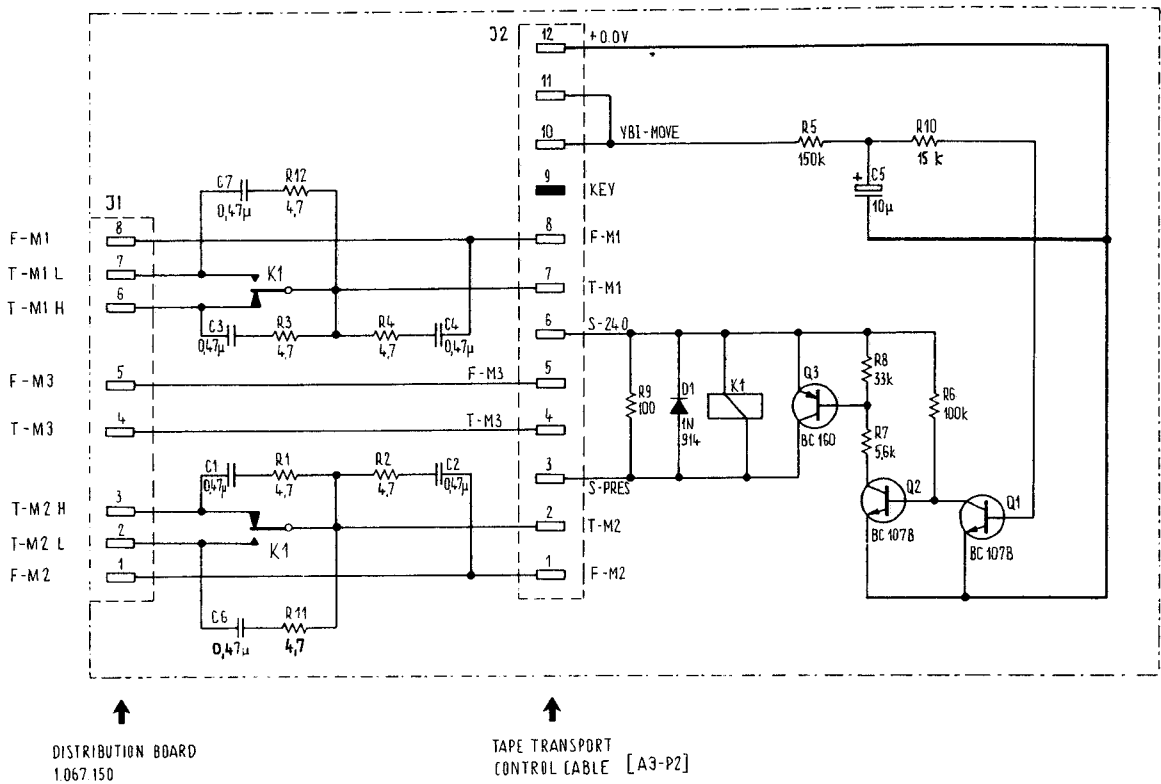 J2
12 +0.0V
11
10 YBI-MOVE
R5
150k
R10
15 k
+
C5
10µ
9 KEY
C7
0,47µ
R12
4,7
J1
F-M1 8
8 F-M1
T-M1 L 7
K1
7 T-M1
T-M1 H 6
C3
0,47µ
R3
4,7
R4
4,7
C4
0,47µ
6 S-240
F-M3 5
F-M3 5
T-M3 4
T-M3 4
R9
100
D1
1N
914
K1
Q3
BC 160
R8
33k
R7
5,6k
R6
100k
3
S-PRES
C1
0,47µ
R1
4,7
R2
4,7
C2
0,47µ
T-M2 H 3
T-M2 L 2
K1
2 T-M2
F-M2 1
1 F-M2
Q2
BC 107B
Q1
BC 107B
C6
0,47µ
R11
4,7
DISTRIBUTION BOARD
1.067.150
TAPE TRANSPORT
CONTROL CABLE [A3-P2]